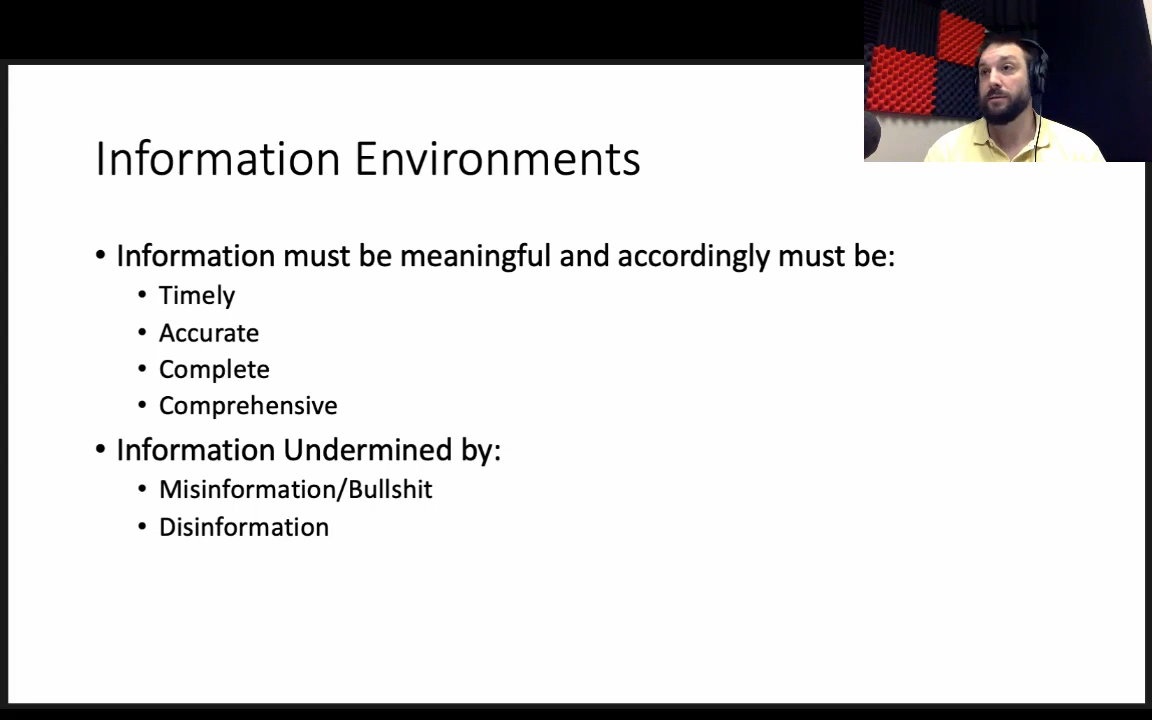 Information Environments
• Information must be meaningful and accordingly must be:
• Timely
• Accurate
• Complete
• Comprehensive
• Information Undermined by:
• Misinformation/Bullshit
• Disinformation